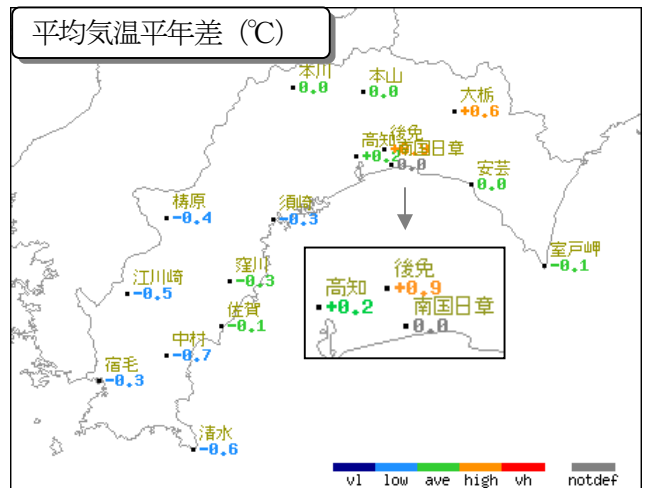 平均気温平年差 (℃)
本川
0.0
本山
0.0
大栃
+0.6
高知
+0.2
後免
南国日章
0.0
安芸
0.0
梼原
-0.4
須崎
-0.3
室戸岬
-0.1
窪川
-0.3
江川崎
-0.5
佐賀
-0.1
中村
-0.7
宿毛
-0.3
清水
-0.6
後免
+0.9
高知
+0.2
南国日章
0.0
vl low ave high vh notdef